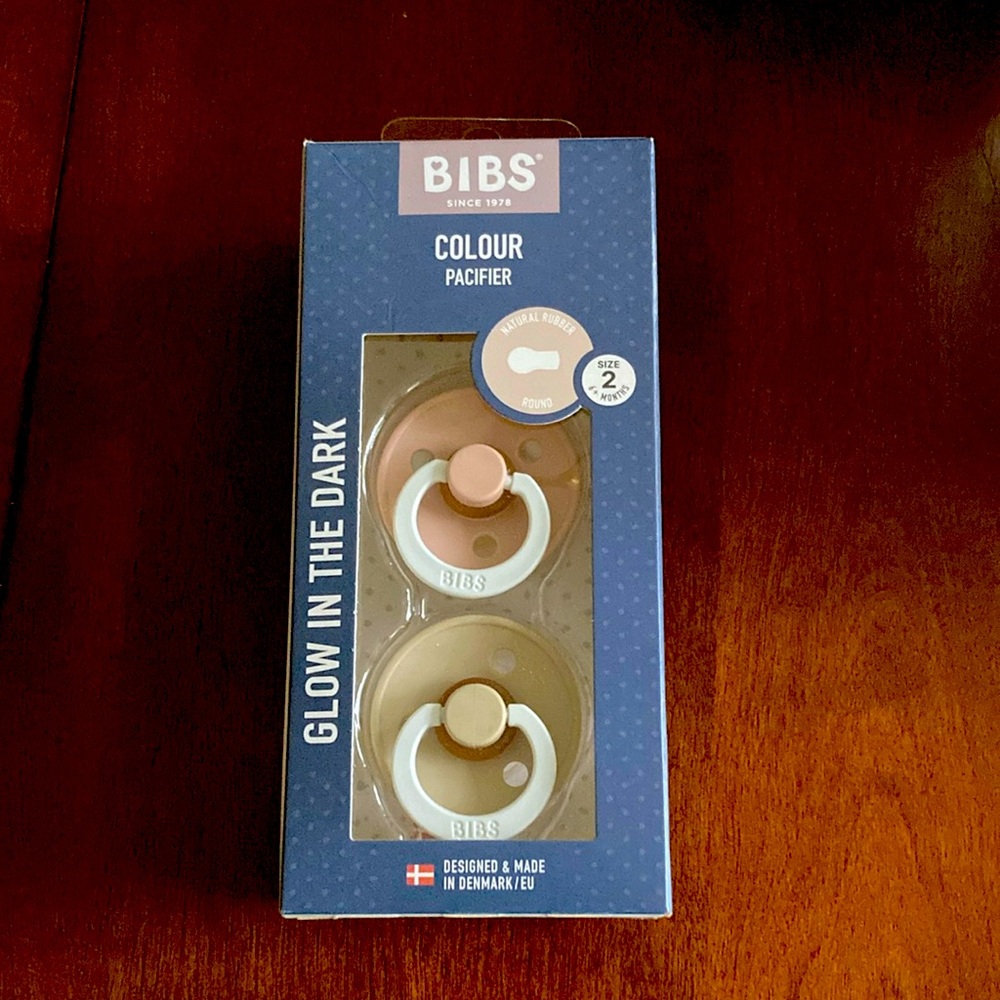 BIBS®
SINCE 1978
COLOUR
PACIFIER
NATURAL RUBBER
ROUND
SIZE
2
6+ MONTHS
GLOW IN THE DARK
BIBS
BIBS
DESIGNED & MADE
IN DENMARK/EU